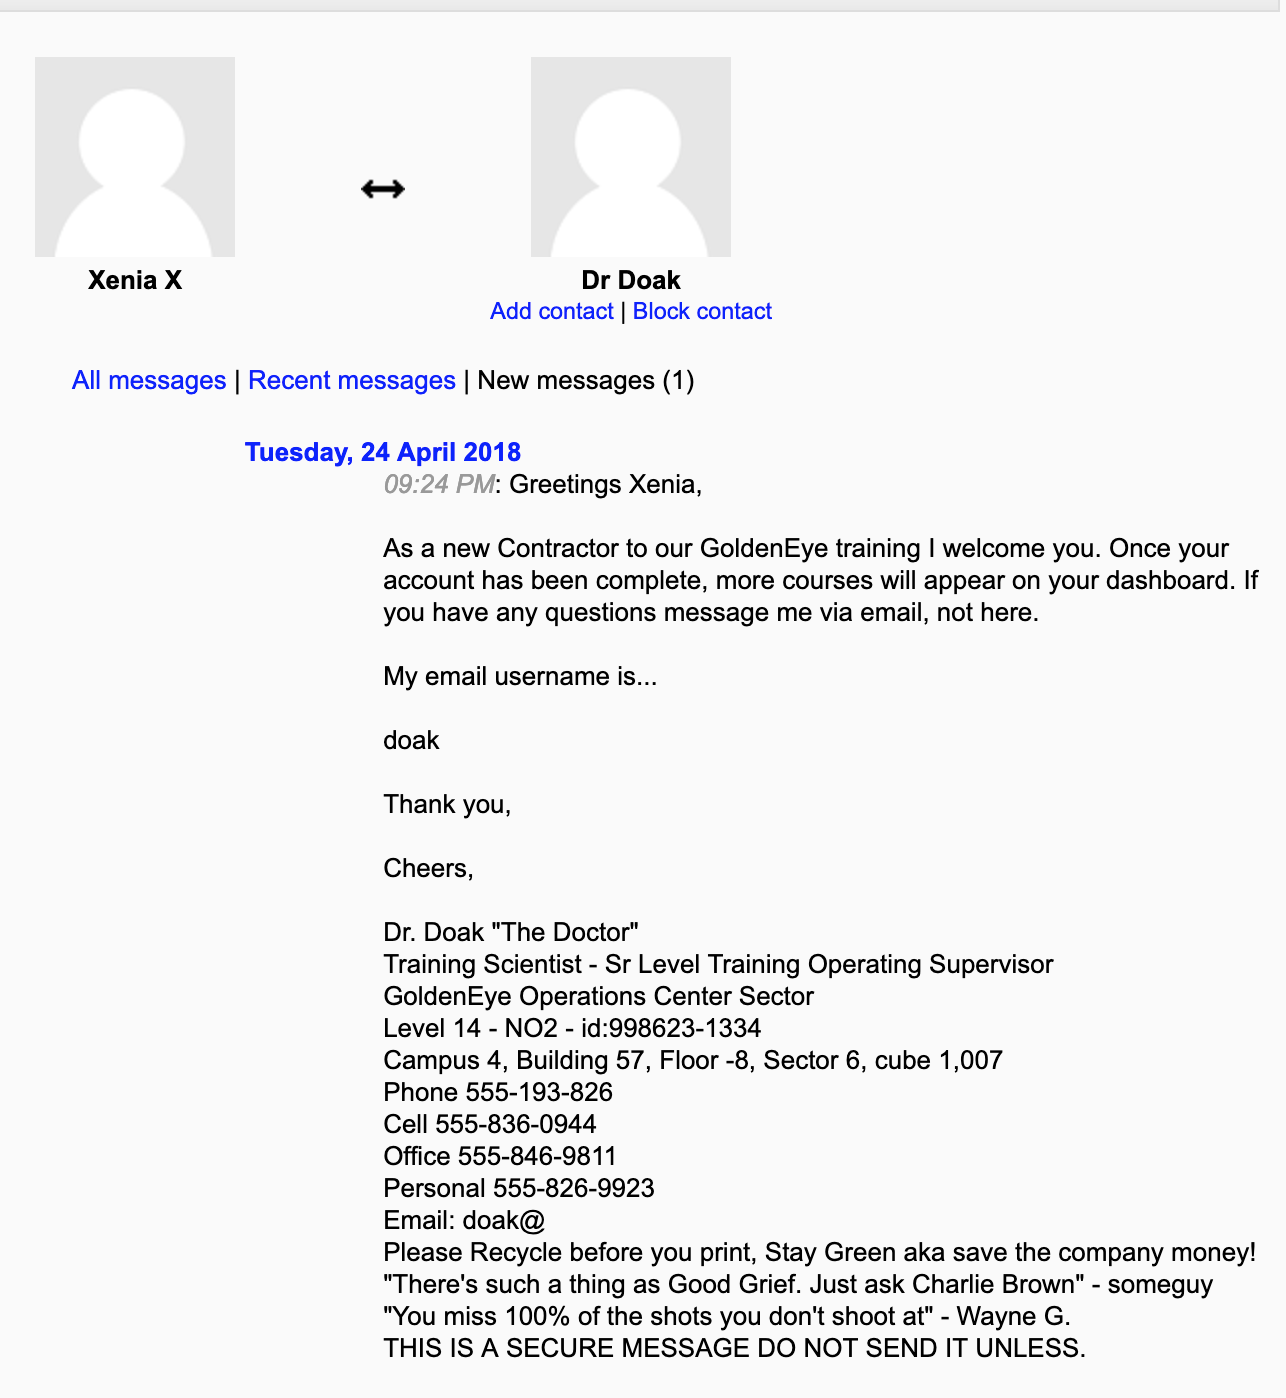 Xenia X
Dr Doak
Add contact | Block contact
All messages | Recent messages | New messages (1)
Tuesday, 24 April 2018
09:24 PM: Greetings Xenia,
As a new Contractor to our GoldenEye training I welcome you. Once your
account has been complete, more courses will appear on your dashboard. If
you have any questions message me via email, not here.
My email username is...
doak
Thank you,
Cheers,
Dr. Doak "The Doctor"
Training Scientist - Sr Level Training Operating Supervisor
GoldenEye Operations Center Sector
Level 14 - NO2 - id:998623-1334
Campus 4, Building 57, Floor -8, Sector 6, cube 1,007
Phone 555-193-826
Cell 555-836-0944
Office 555-846-9811
Personal 555-826-9923
Email: doak@
Please Recycle before you print, Stay Green aka save the company money!
"There's such a thing as Good Grief. Just ask Charlie Brown" - someguy
"You miss 100% of the shots you don't shoot at" - Wayne G.
THIS IS A SECURE MESSAGE DO NOT SEND IT UNLESS.